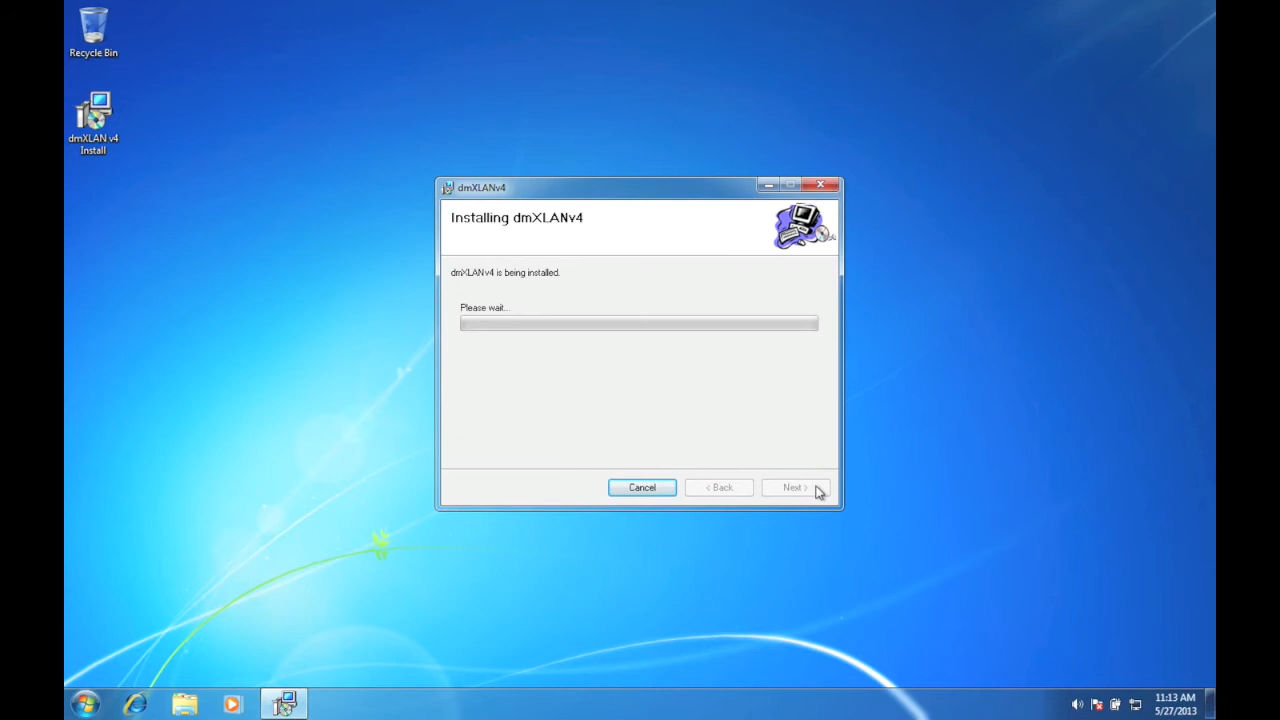 Recycle Bin
dmXLAN v4
Install
dmXLANv4
Installing dmXLANv4
dmXLANv4 is being installed.
Please wait...
Cancel
< Back
Next >
11:13 AM
5/27/2013